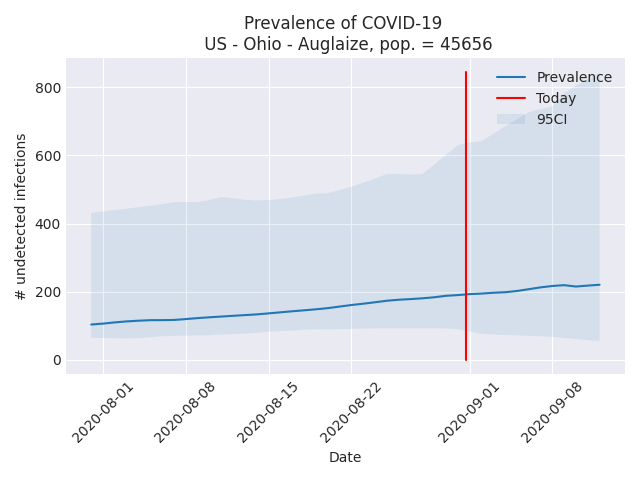 Prevalence of COVID-19
US - Ohio - Auglaize, pop. = 45656
Prevalence
Today
95CI
# undetected infections
800
600
400
200
0
2020-08-01
2020-08-08
2020-08-15
2020-08-22
2020-09-01
2020-09-08
Date